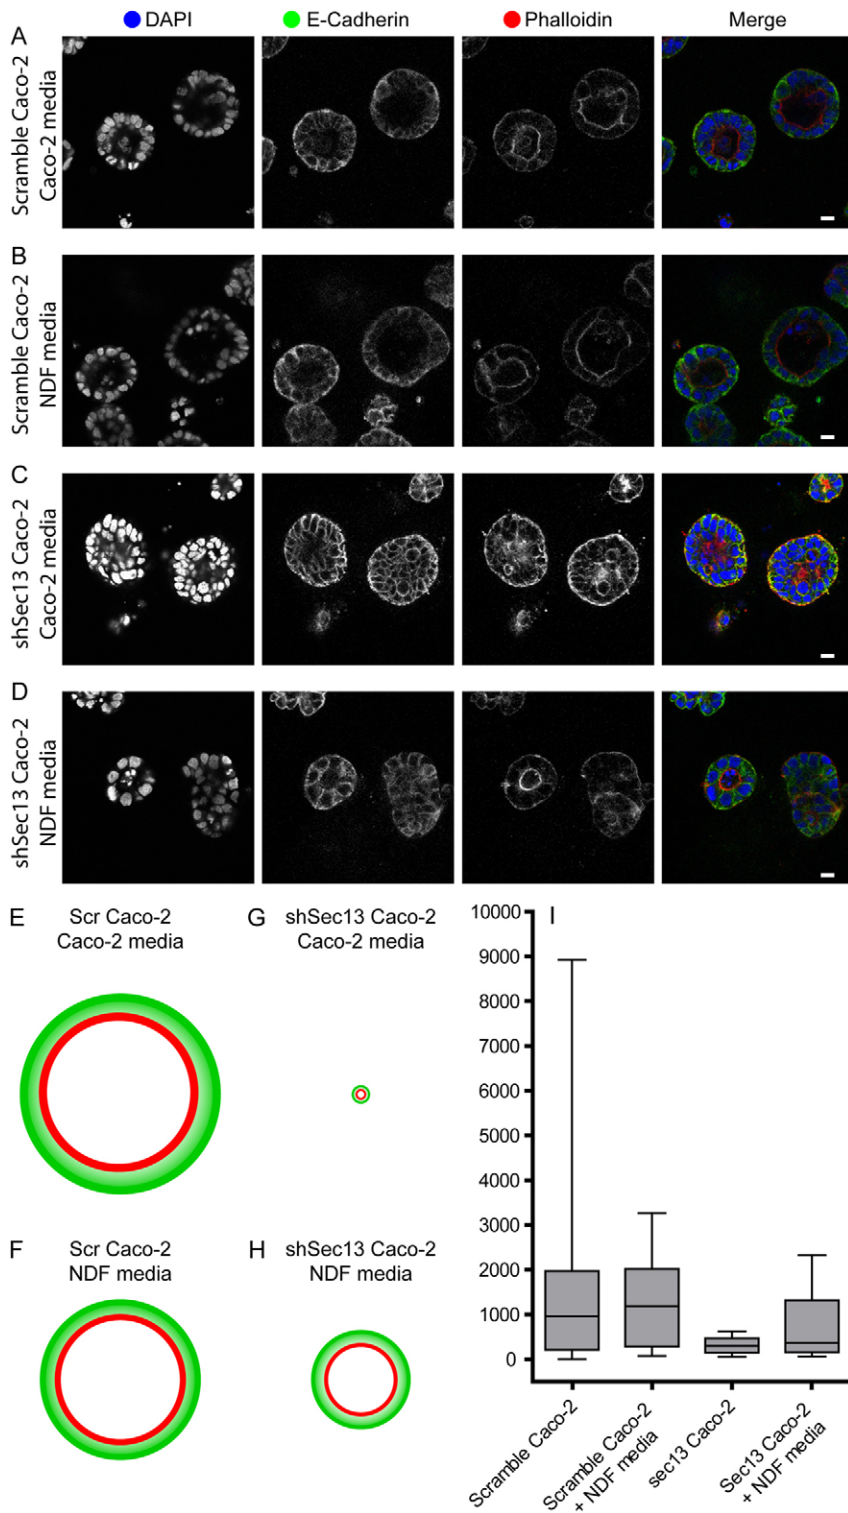 DAPI E-Cadherin Phalloidin Merge
A
Scramble Caco-2
Caco-2 media
B
Scramble Caco-2
NDF media
C
shSec13 Caco-2
Caco-2 media
D
shSec13 Caco-2
NDF media
E
Scr Caco-2
Caco-2 media
G
shSec13 Caco-2
Caco-2 media
F
Scr Caco-2
NDF media
H
shSec13 Caco-2
NDF media
I
10000
9000
8000
7000
6000
5000
4000
3000
2000
1000
0
Scramble Caco-2
Scramble Caco-2
+ NDF media
sec13 Caco-2
Sec13 Caco-2
+ NDF media